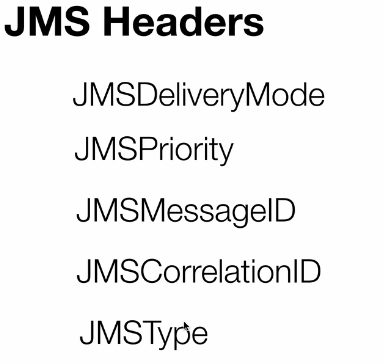 JMS Headers
JMSDeliveryMode
JMSPriority
JMSMessageID
JMSCorrelationID
JMSType